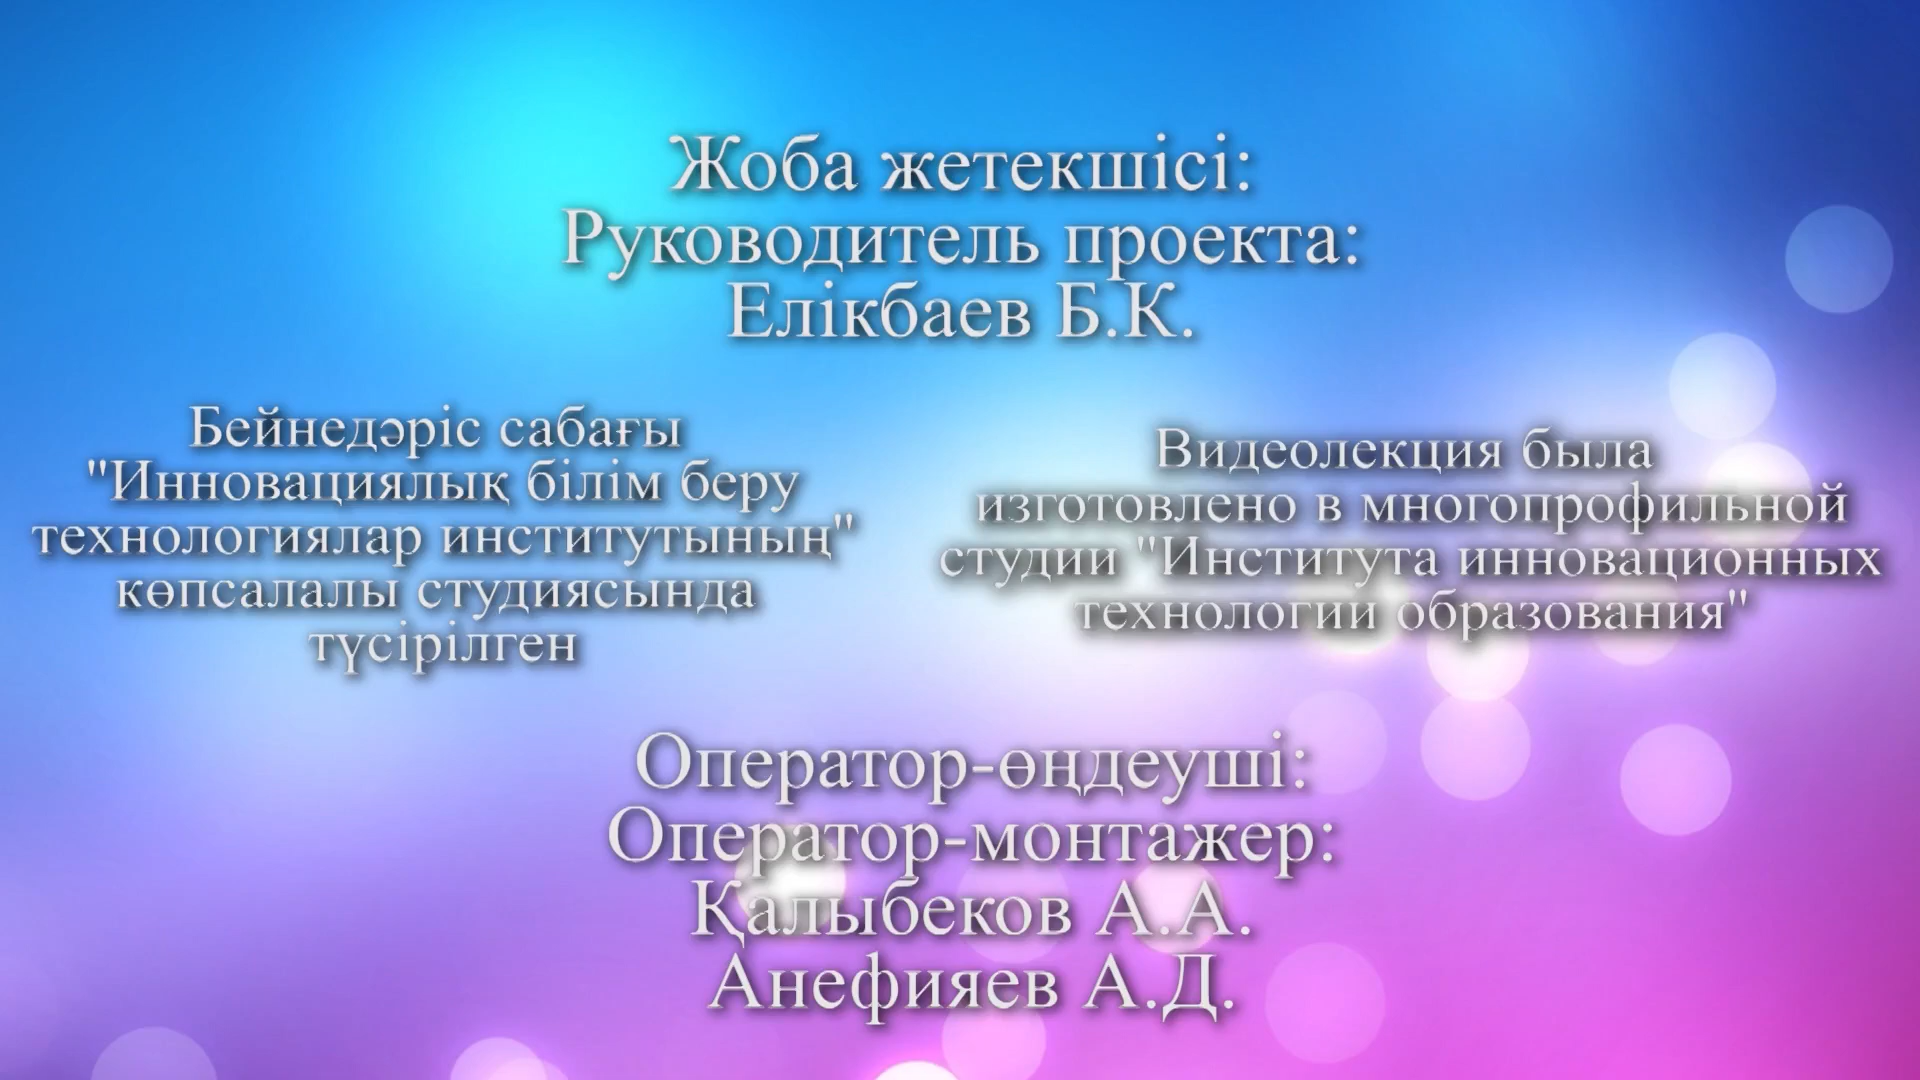 Жоба жетекшісі:
Руководитель проекта:
Елікбаев Б.К.
Бейнедәріс сабағы
"Инновациялық білім беру
технологиялар институтының"
көпсалалы студиясында
түсірілген
Видеолекция была
изготовлено в многопрофильной
студии "Института инновационных
технологии образования"
Оператор-өңдеуші:
Оператор-монтажер:
Қалыбеков А.А.
Анефияев А.Д.